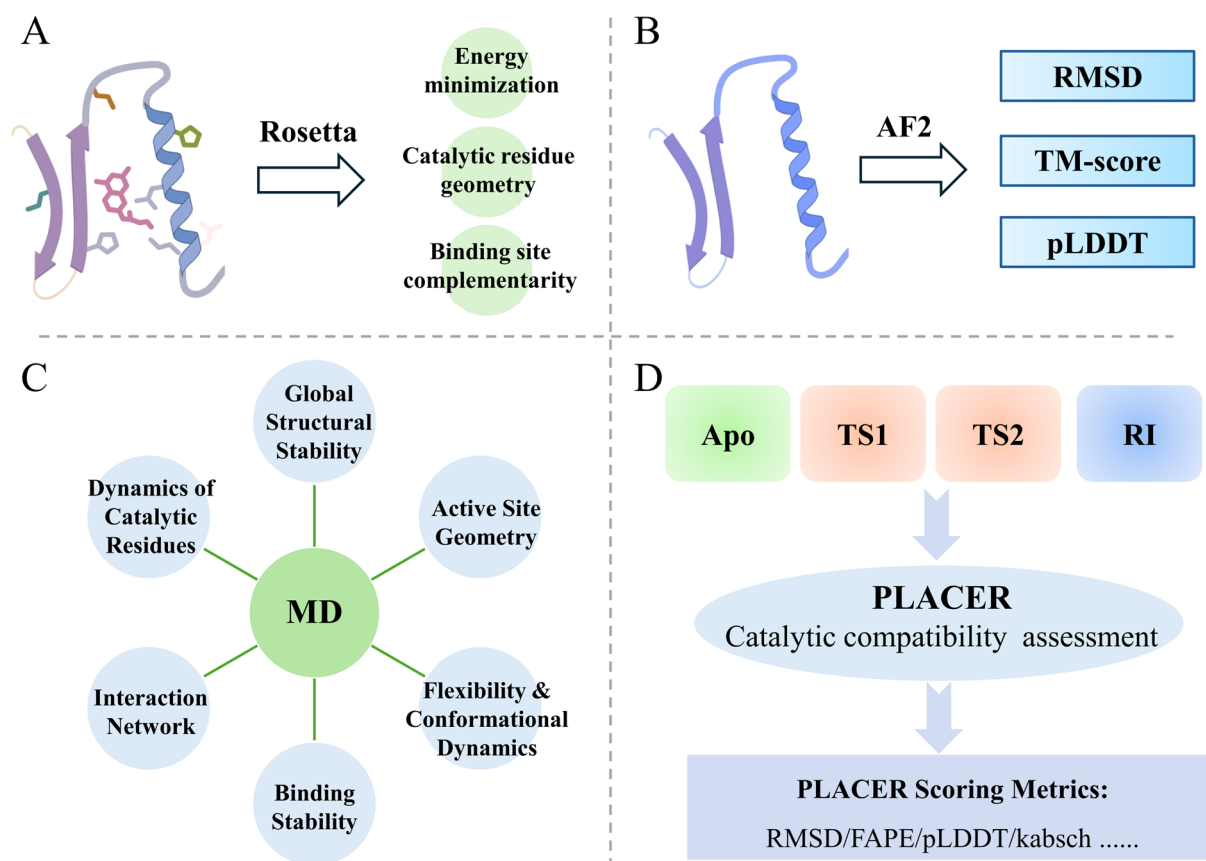 A
Rosetta
Energy
minimization
Catalytic residue
geometry
Binding site
complementarity
B
AF2
RMSD
TM-score
pLDDT
C
Global
Structural
Stability
Dynamics of
Catalytic
Residues
Active Site
Geometry
MD
Interaction
Network
Flexibility &
Conformational
Dynamics
Binding
Stability
D
Apo
TS1
TS2
RI
PLACER
Catalytic compatibility assessment
PLACER Scoring Metrics:
RMSD/FAPE/pLDDT/kabsch ......